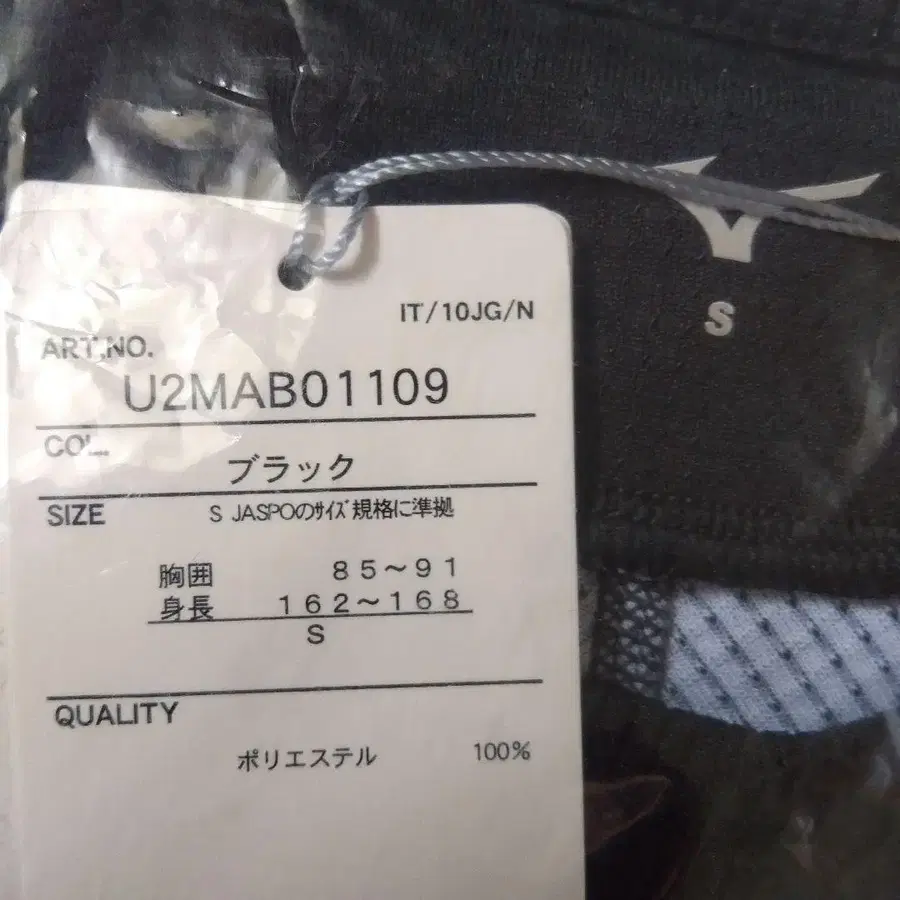 IT/10JG/N
ART,NO.
U2MAB01109
COL.
ブラック
SIZE
S JASPOのｻｲｽﾞ規格に準拠
胸囲 85～91
身長 162～168
S
QUALITY
ポリエステル 100%
S